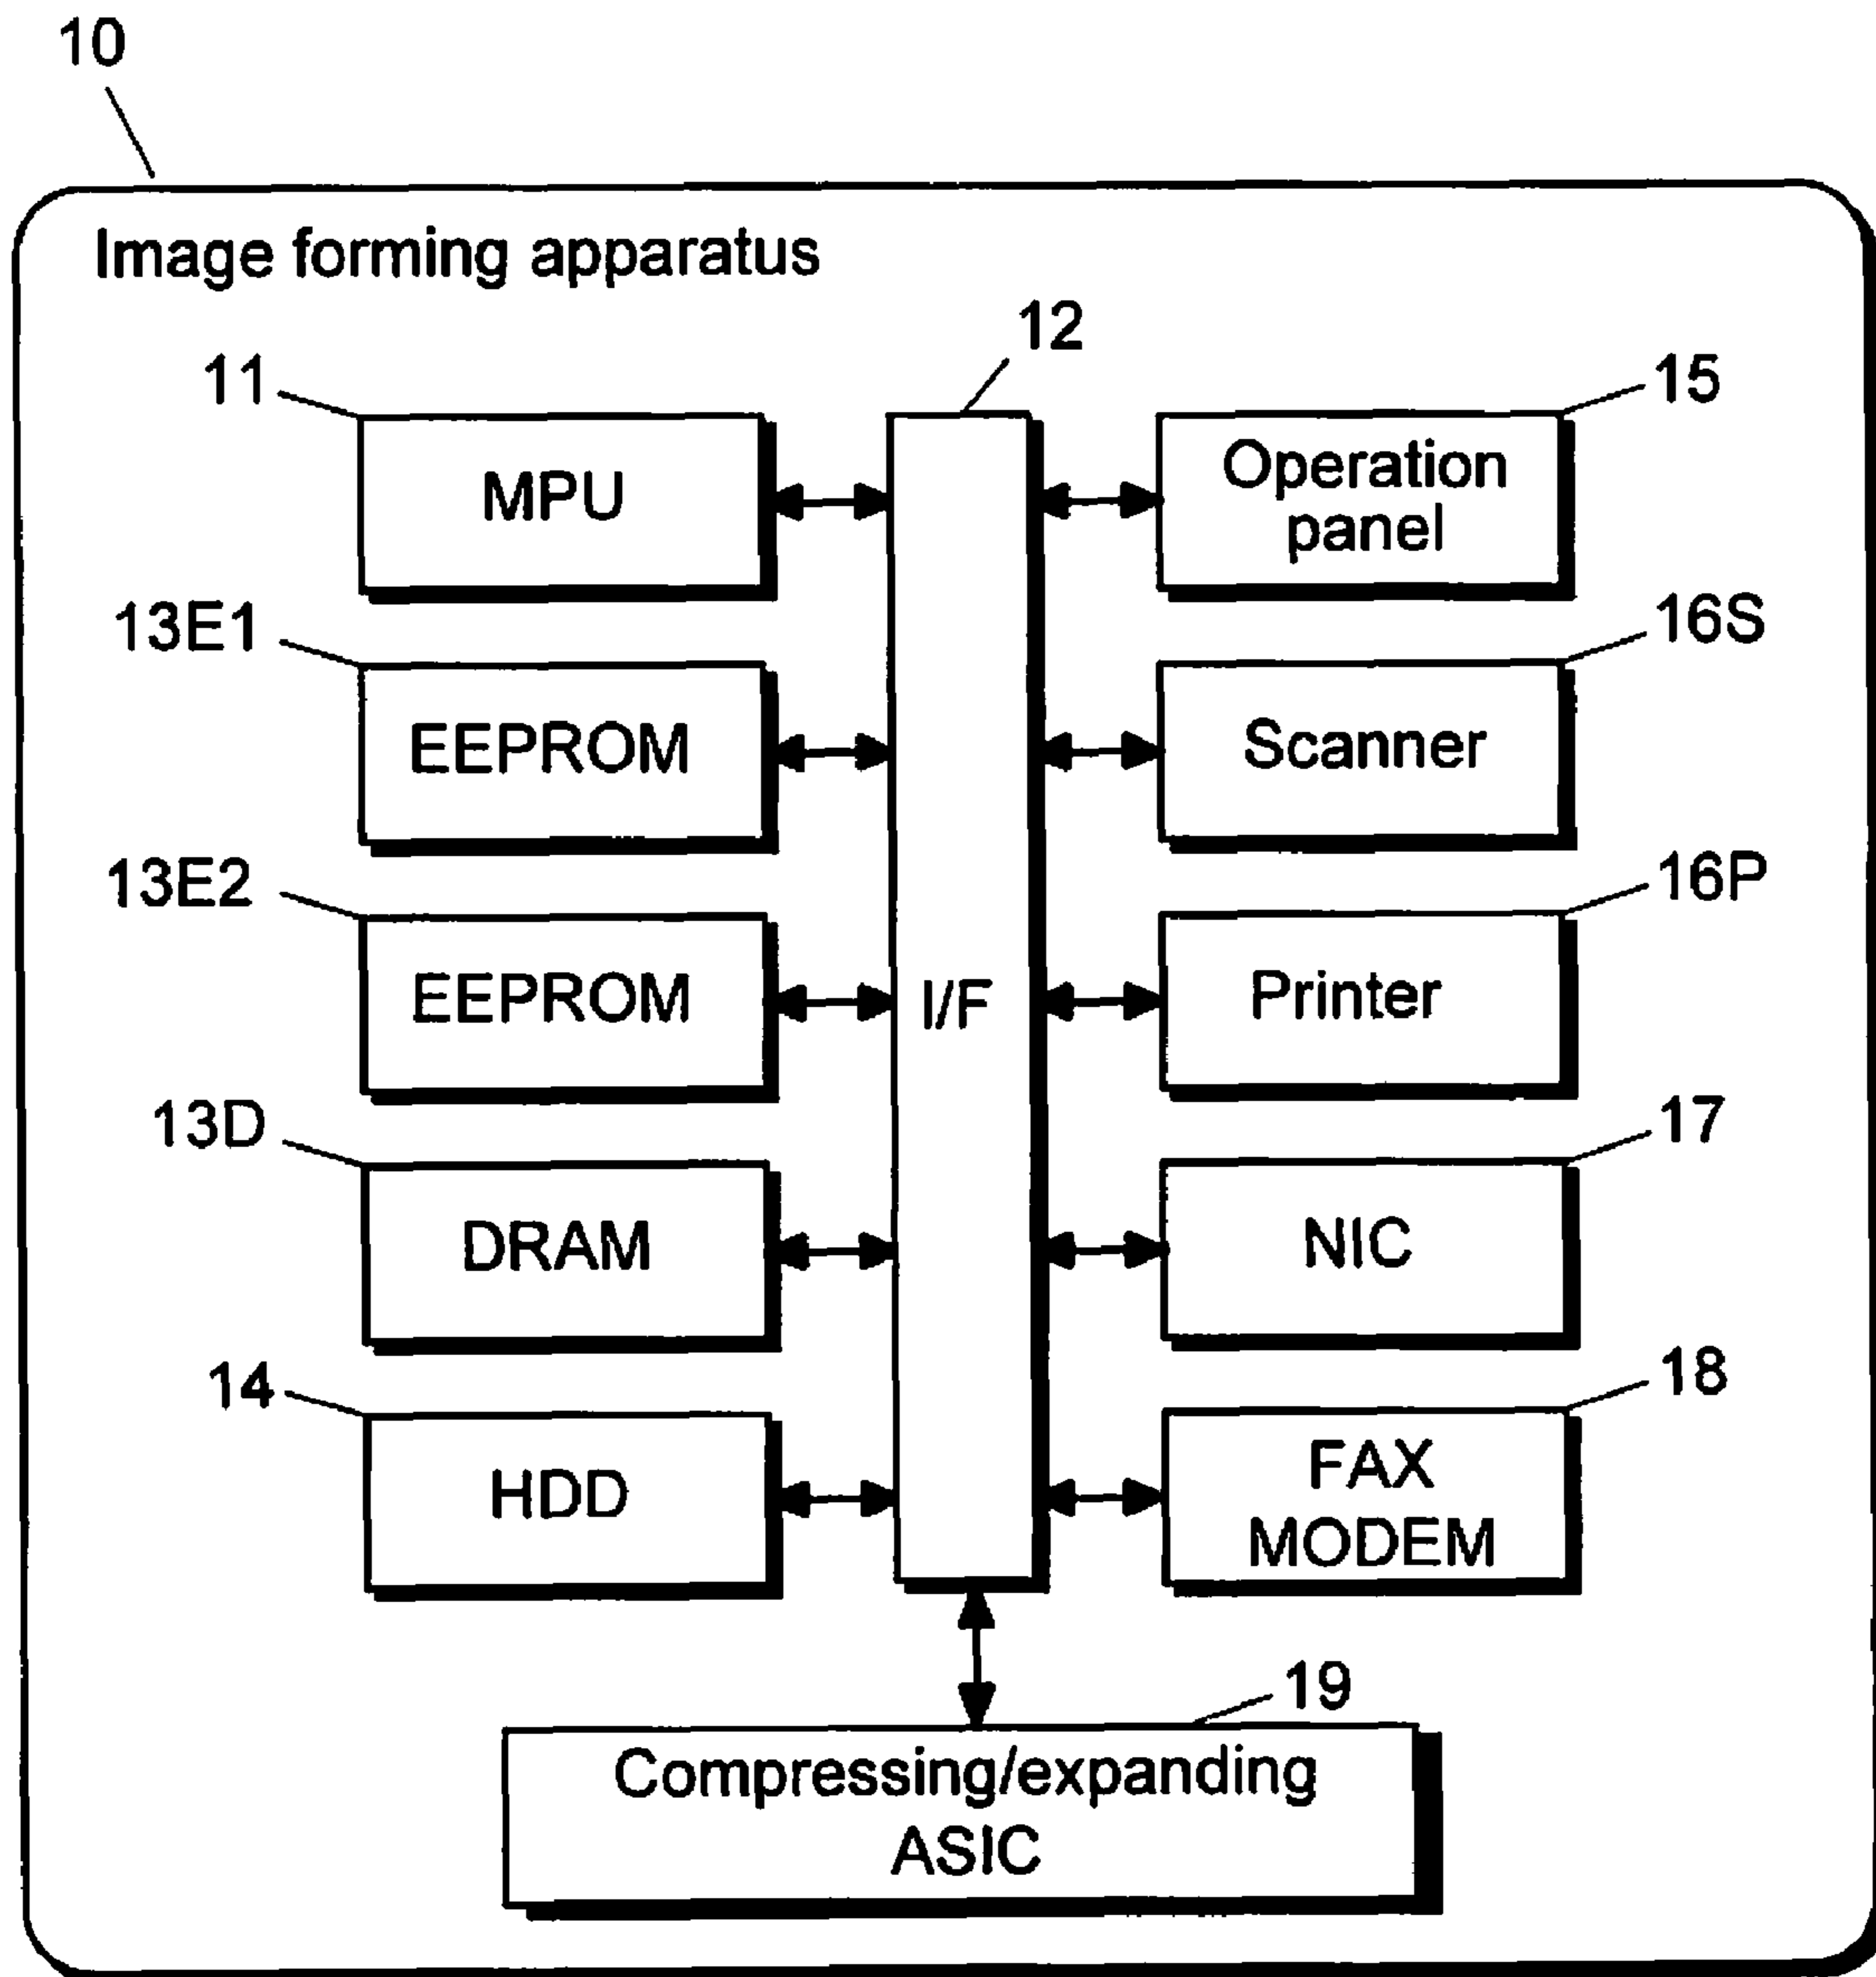 10
Image forming apparatus
12
11
15
MPU
Operation
panel
13E1
16S
EEPROM
Scanner
13E2
16P
EEPROM
I/F
Printer
13D
17
DRAM
NIC
14
18
HDD
FAX
MODEM
19
Compressing/expanding
ASIC